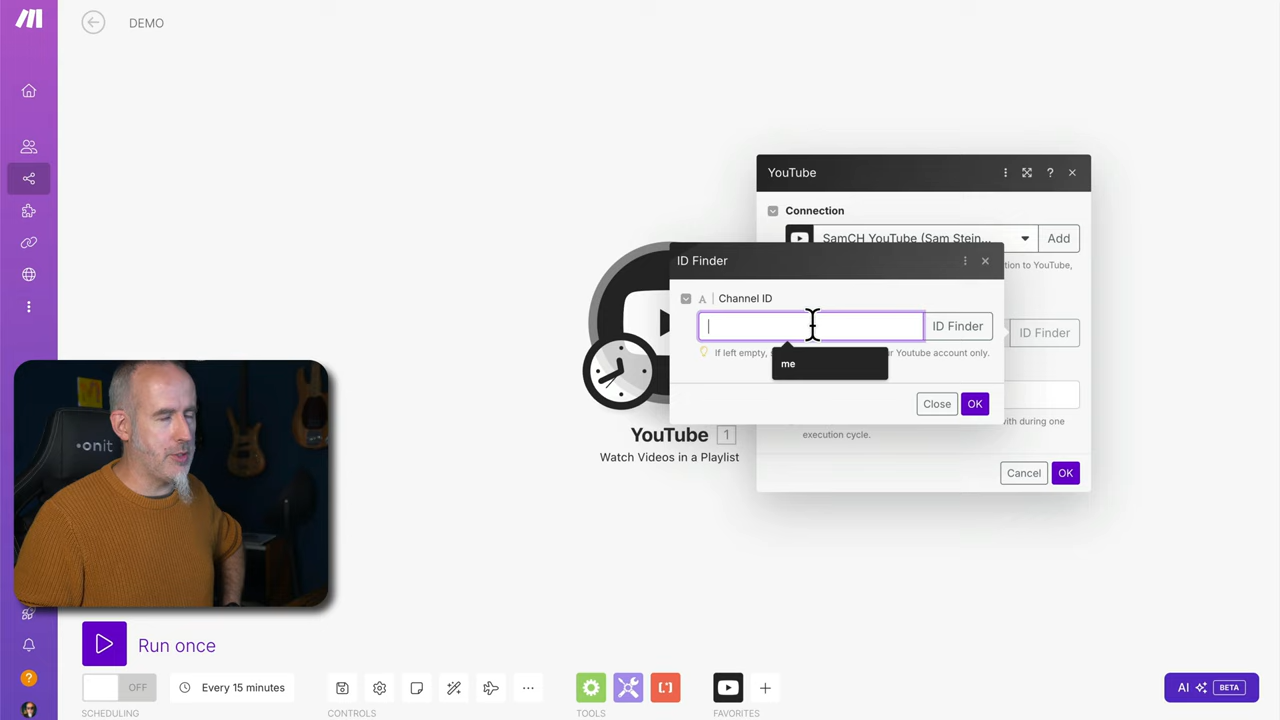 DEMO
YouTube
Connection
SamCH YouTube (Sam Stein...
Add
tion to YouTube,
ID Finder
Channel ID
ID Finder
ID Finder
If left empty,
ur Youtube account only.
me
Close
OK
with during one
execution cycle.
Cancel
OK
YouTube
1
Watch Videos in a Playlist
onit
Run once
OFF
Every 15 minutes
AI
BETA
SCHEDULING
CONTROLS
TOOLS
FAVORITES